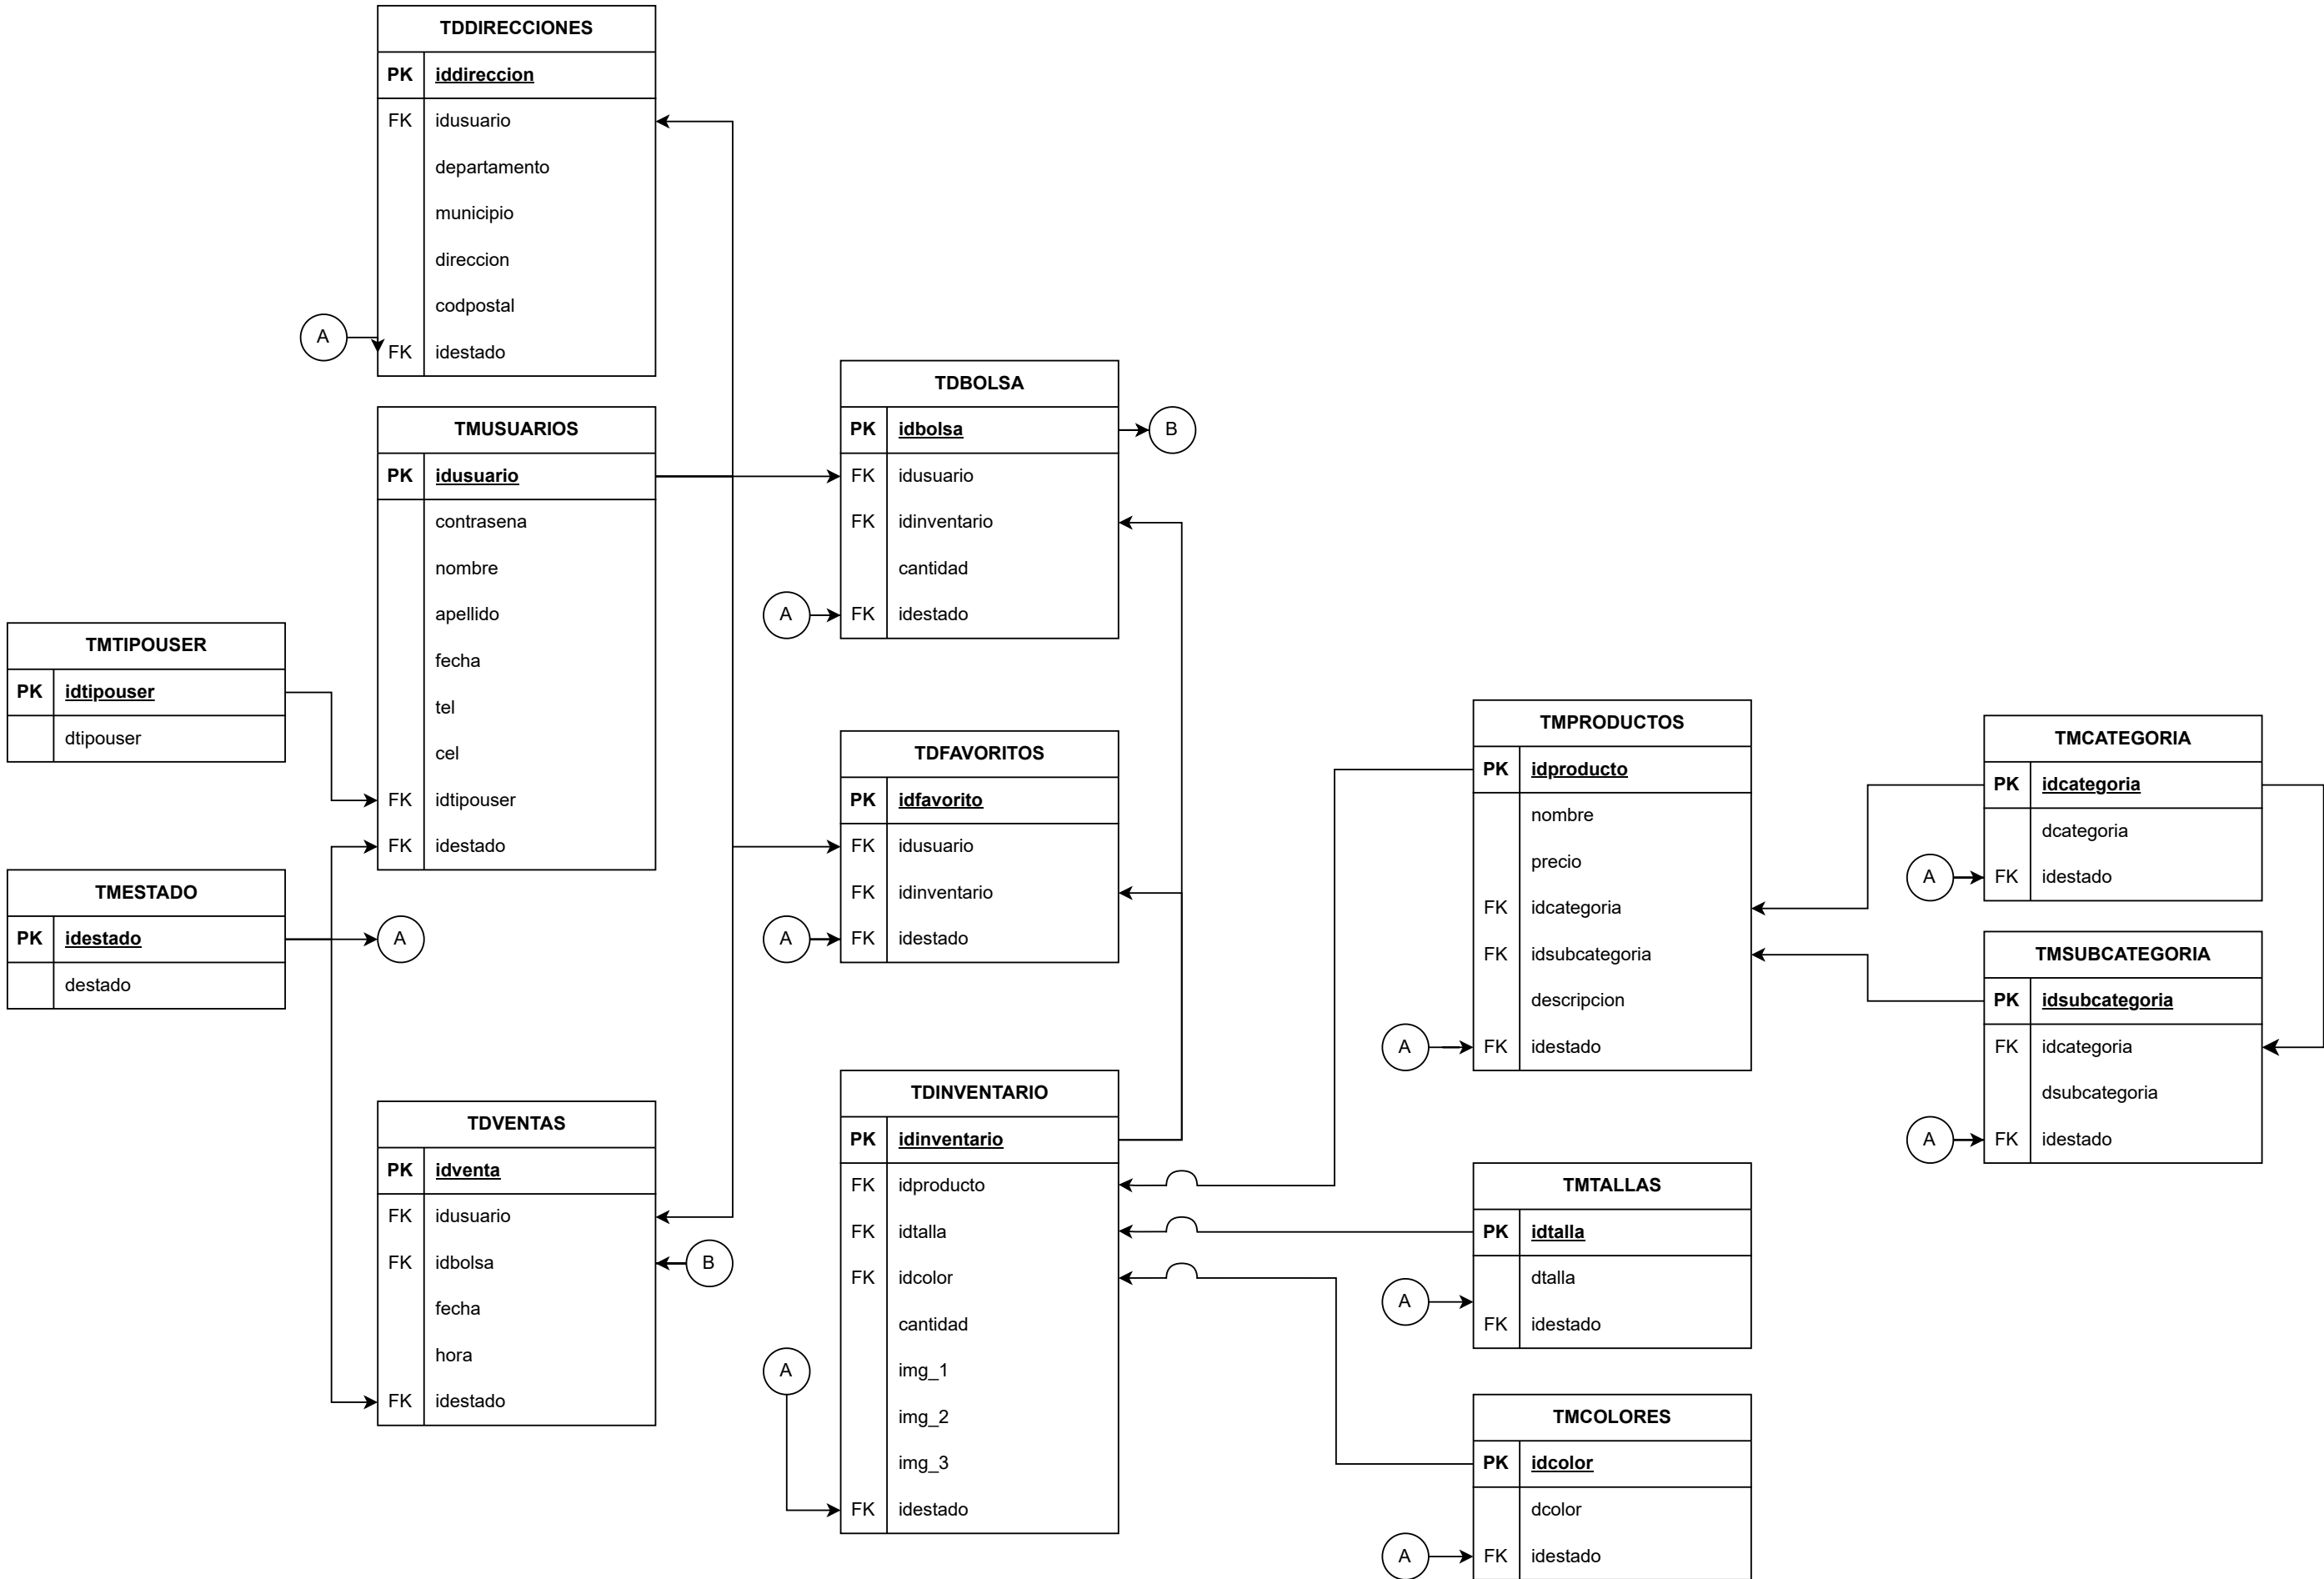 TDDIRECCIONES
PK iddireccion
FK idusuario
departamento
municipio
direccion
codpostal
A
FK idestado
TMUSUARIOS
PK idusuario
contrasena
nombre
apellido
fecha
tel
cel
FK idtipouser
FK idestado
TMTIPOUSER
PK idtipouser
dtipouser
TMESTADO
PK idestado
destado
A
TDVENTAS
PK idventa
FK idusuario
FK idbolsa
B
fecha
hora
FK idestado
TDBOLSA
PK idbolsa
B
FK idusuario
FK idinventario
cantidad
A
FK idestado
TDFAVORITOS
PK idfavorito
FK idusuario
FK idinventario
A
FK idestado
TDINVENTARIO
PK idinventario
FK idproducto
FK idtalla
FK idcolor
cantidad
A
img_1
img_2
img_3
FK idestado
TMPRODUCTOS
PK idproducto
nombre
precio
FK idcategoria
FK idsubcategoria
descripcion
A
FK idestado
TMTALLAS
PK idtalla
dtalla
A
FK idestado
TMCOLORES
PK idcolor
dcolor
A
FK idestado
TMCATEGORIA
PK idcategoria
dcategoria
A
FK idestado
TMSUBCATEGORIA
PK idsubcategoria
FK idcategoria
dsubcategoria
A
FK idestado